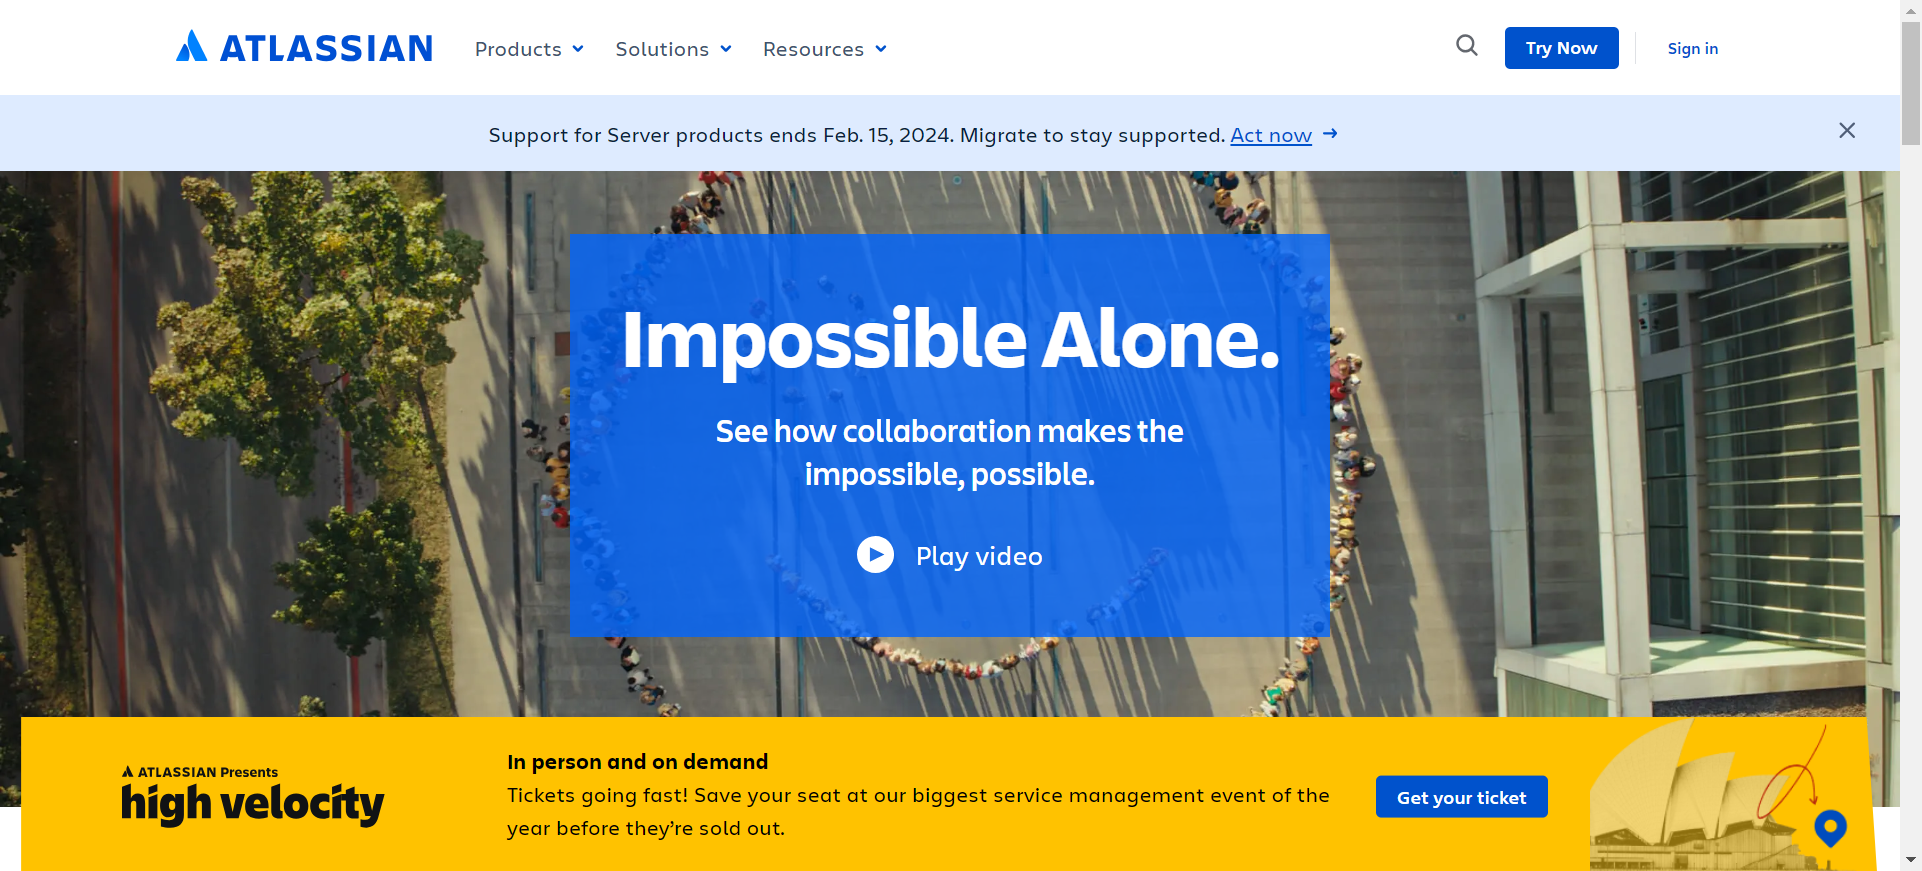 ATLASSIAN
Products
Solutions
Resources
Try Now
Sign in
Support for Server products ends Feb. 15, 2024. Migrate to stay supported. Act now →
Impossible Alone.
See how collaboration makes the
impossible, possible.
Play video
ATLASSIAN Presents
high velocity
In person and on demand
Tickets going fast! Save your seat at our biggest service management event of the
year before they’re sold out.
Get your ticket